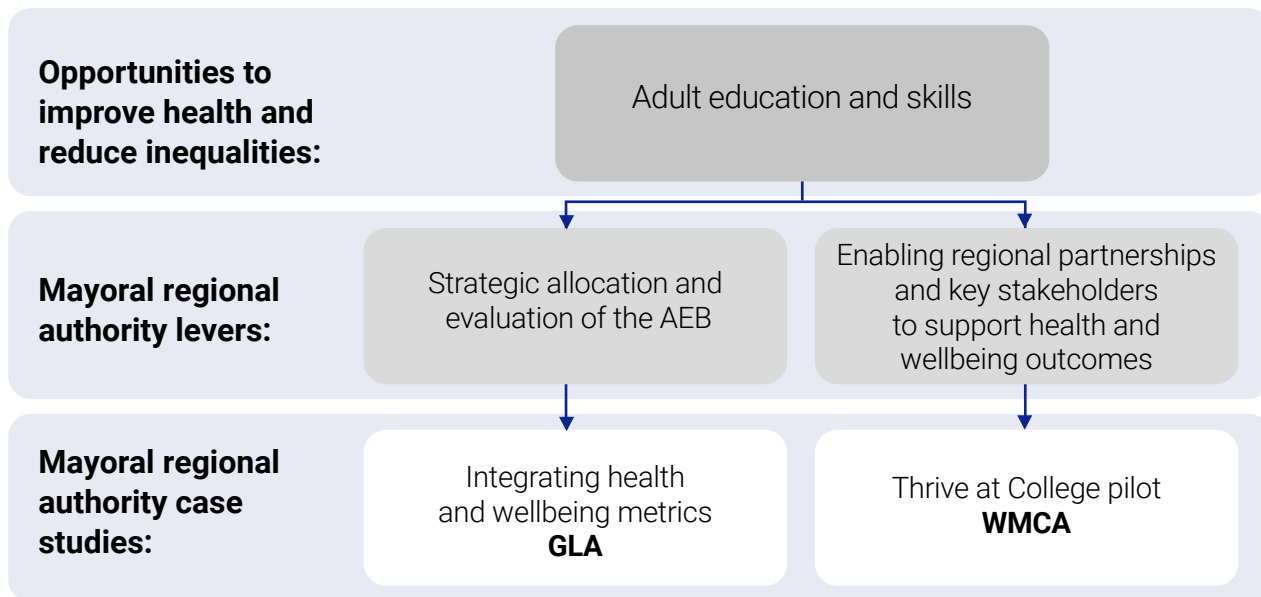 Opportunities to
improve health and
reduce inequalities:
Adult education and skills
Mayoral regional
authority levers:
Strategic allocation and
evaluation of the AEB
Enabling regional partnerships
and key stakeholders
to support health and
wellbeing outcomes
Mayoral regional
authority case
studies:
Integrating health
and wellbeing metrics
GLA
Thrive at College pilot
WMCA